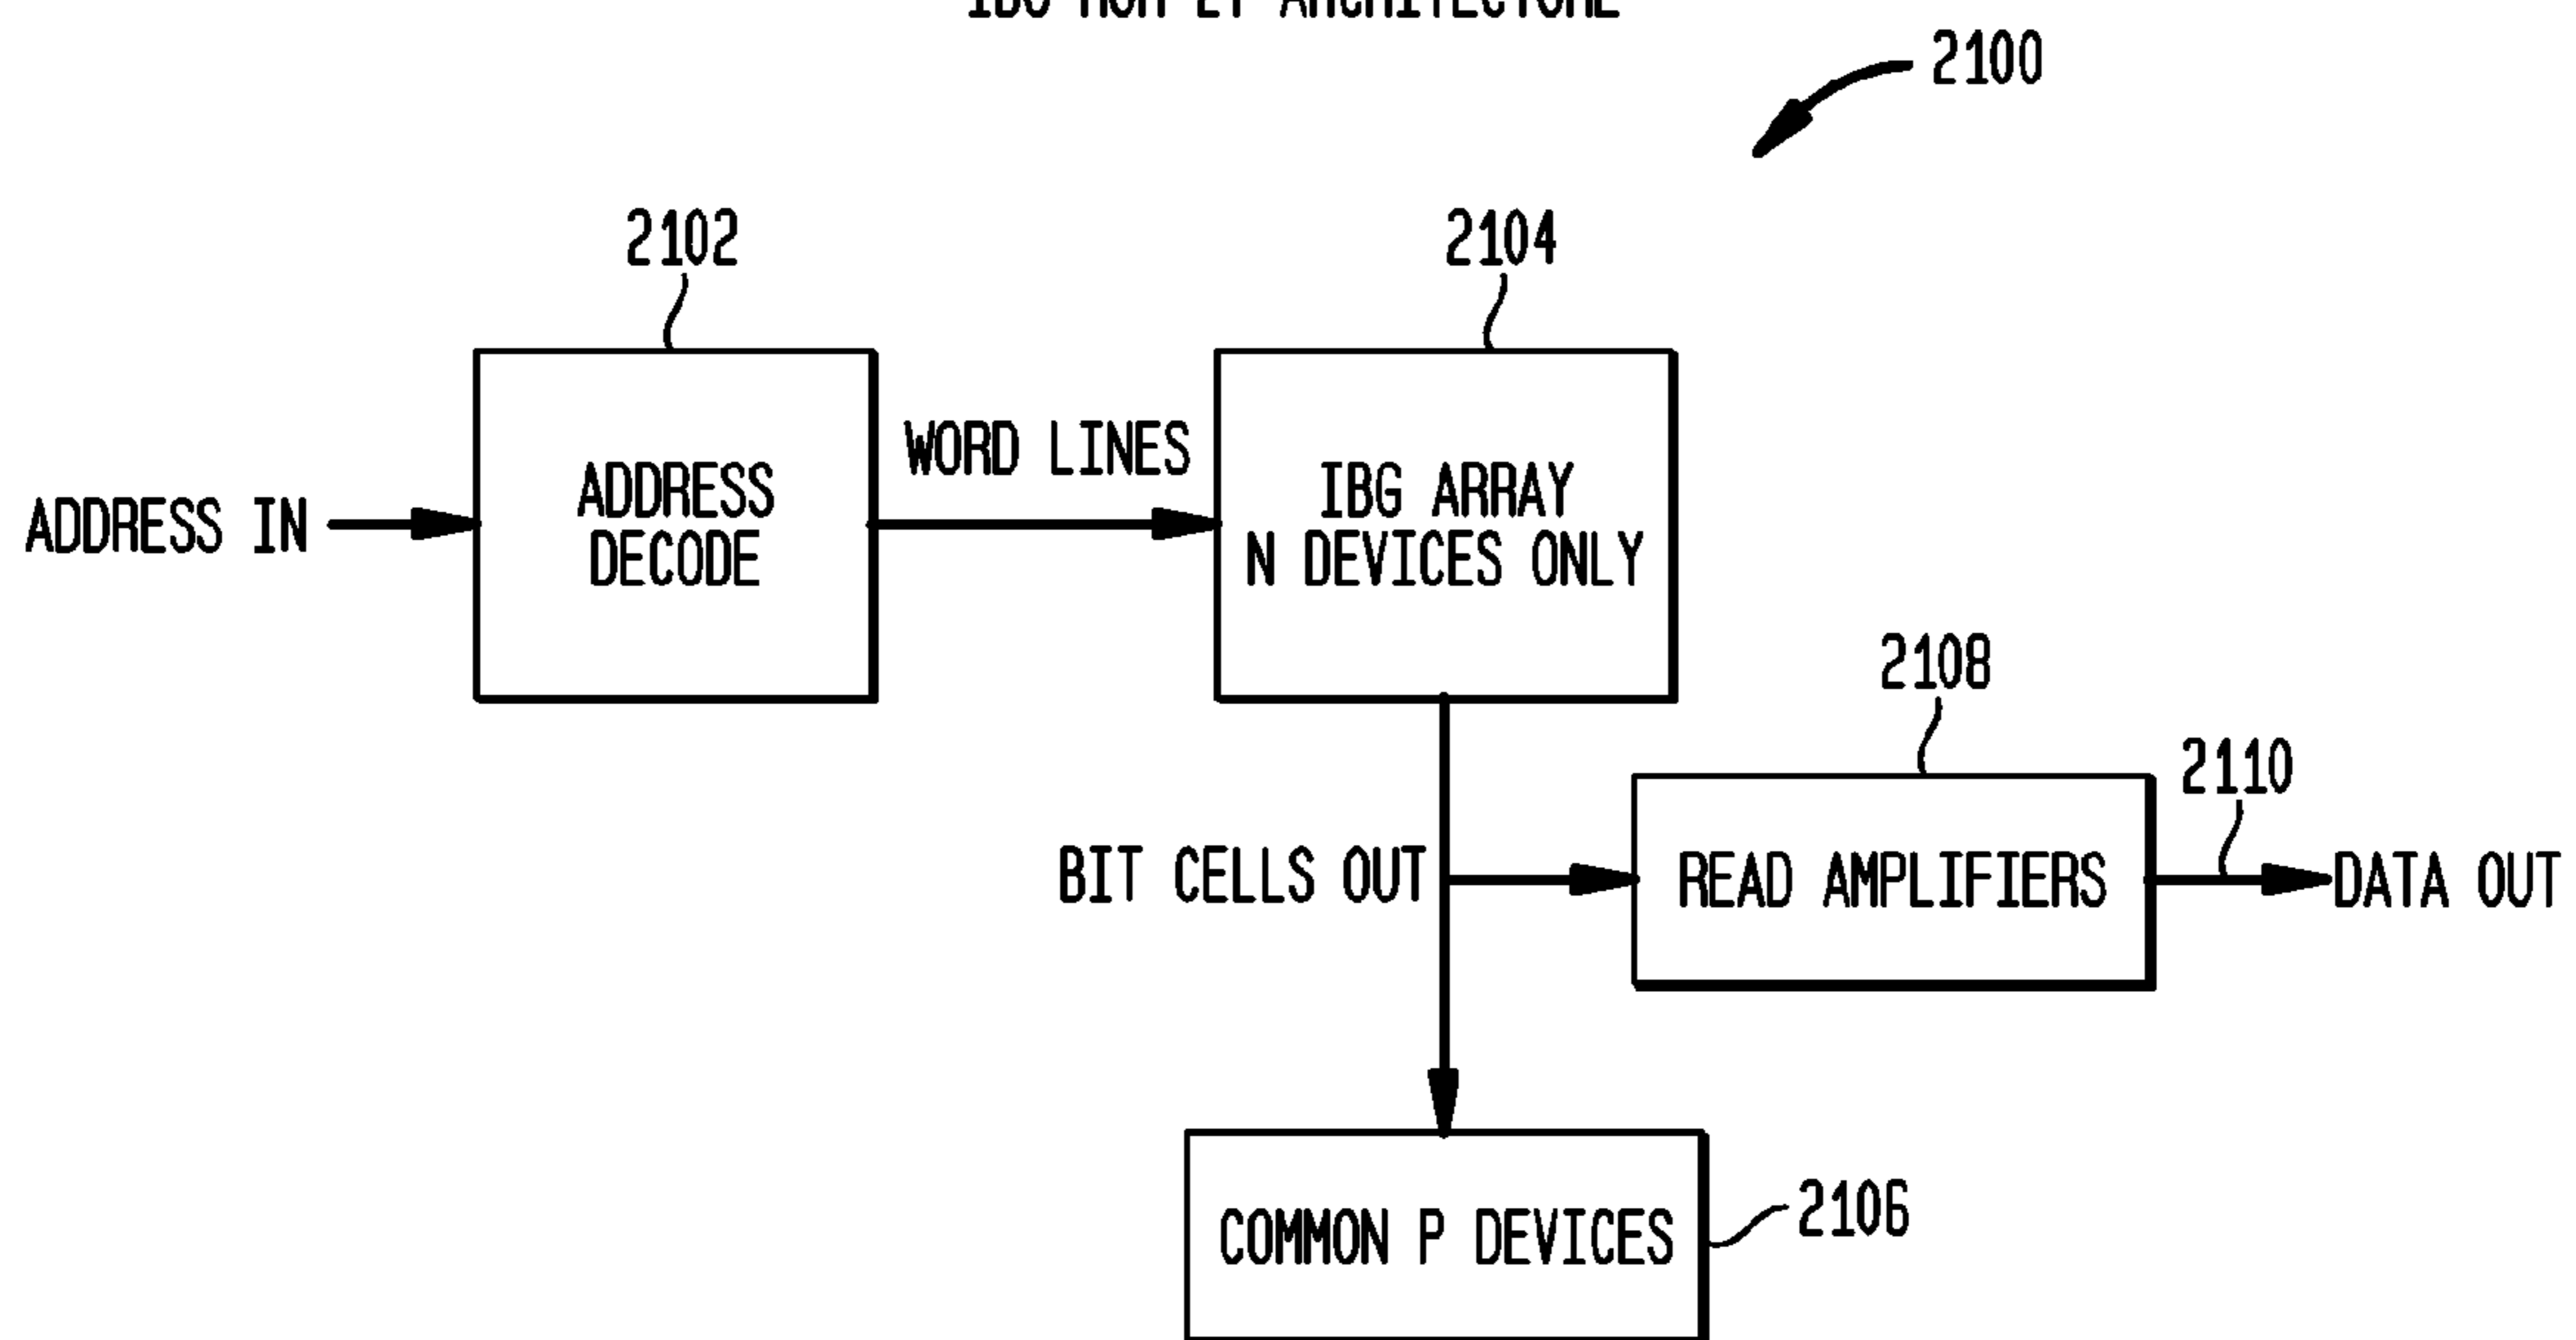 ARCHITECTURE
2100
2102
2104
ADDRESS IN
ADDRESS
DECODE
WORD LINES
IBG ARRAY
N DEVICES ONLY
2108
2110
BIT CELLS OUT
READ AMPLIFIERS
DATA OUT
COMMON P DEVICES
2106